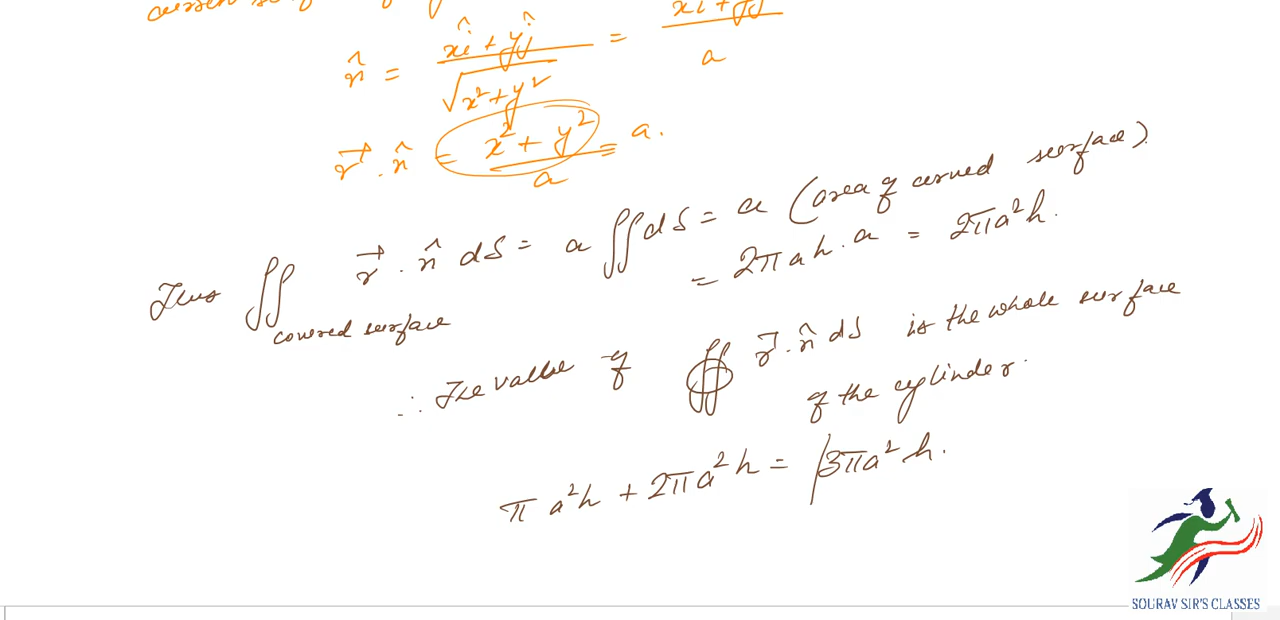 n̂ = (xî + yĵ)/√(x² + y²) = (xî + yĵ)/a
r⃗ . n̂ = (x² + y²)/a = a.
Thus ∬ r⃗ . n̂ dS = a ∬ dS = a (area of curved surface).
covered surface
= 2πah . a = 2πa²h.
∴ The value of ∯ r⃗ . n̂ dS is the whole surface
of the cylinder.
πa²h + 2πa²h = 3πa²h.
SOURAV SIR'S CLASSES